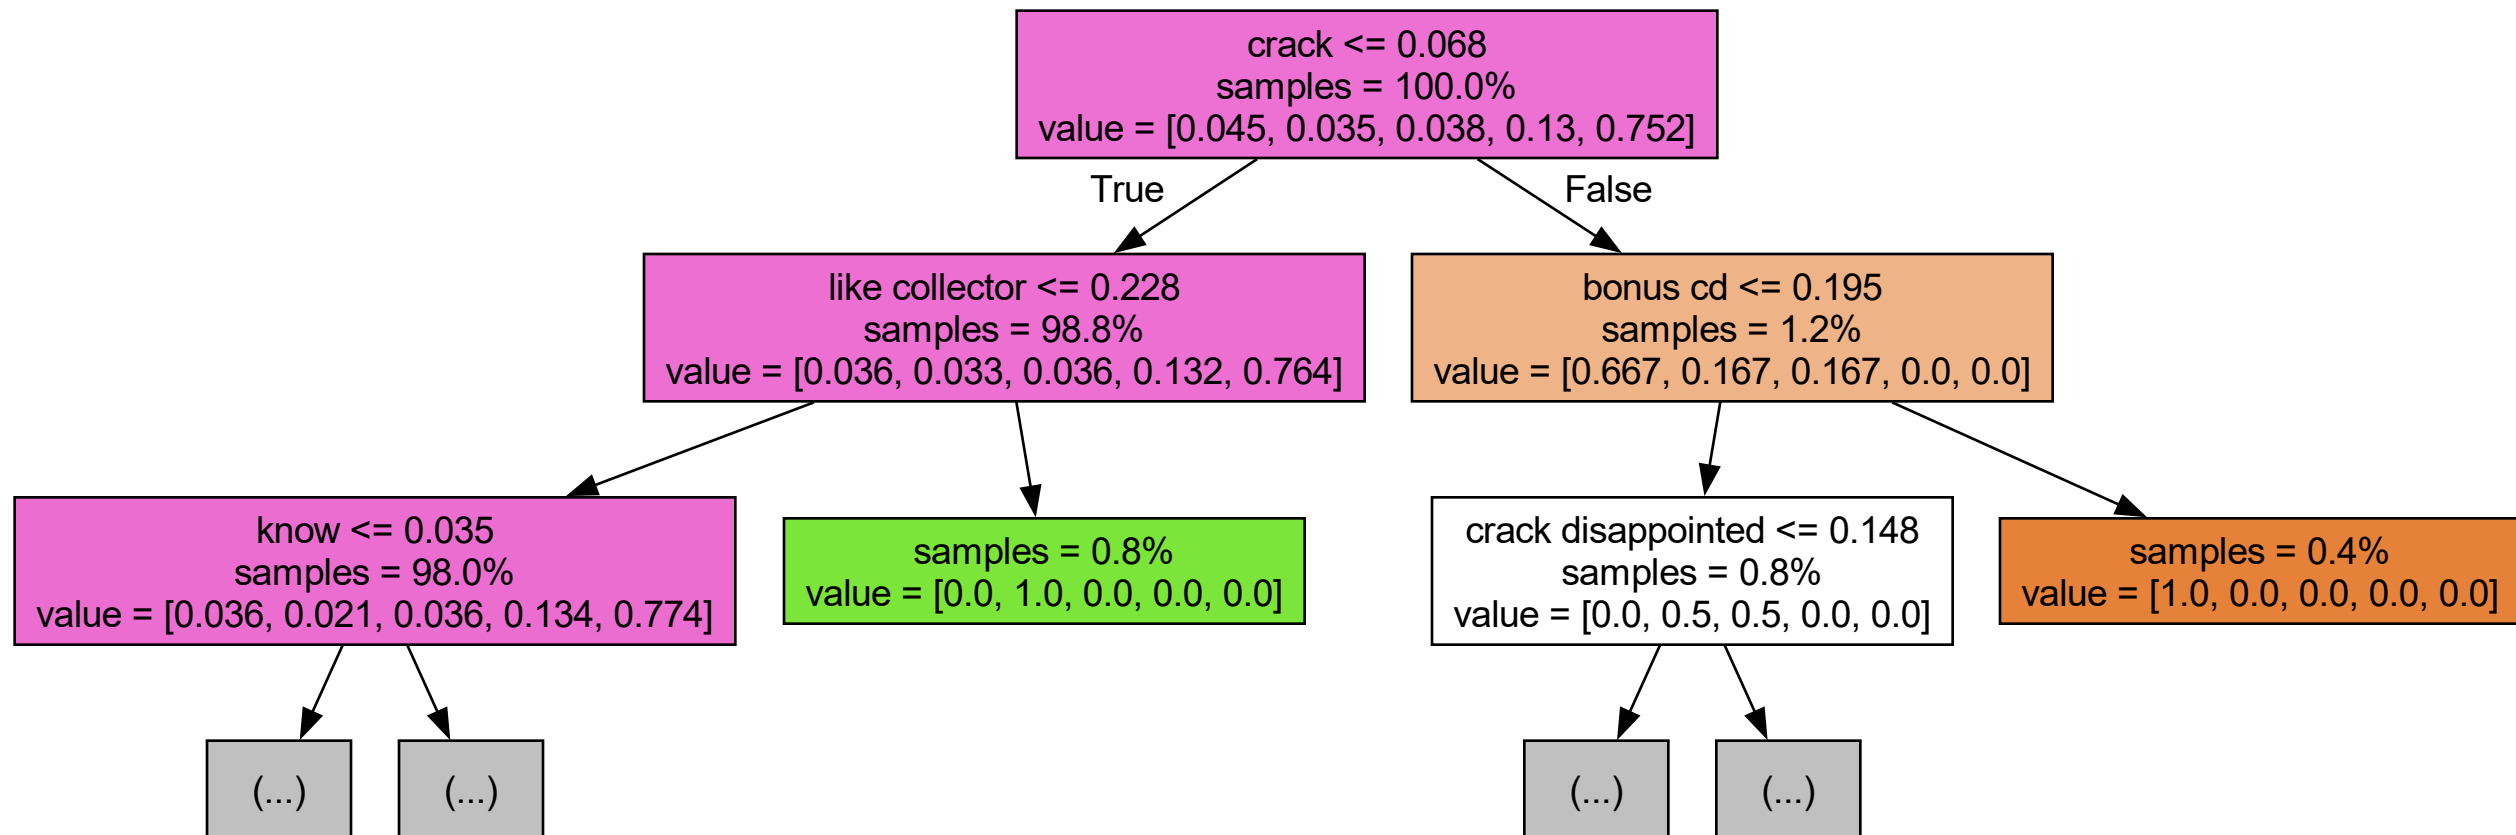 crack <= 0.068
samples = 100.0%
value = [0.045, 0.035, 0.038, 0.13, 0.752]
True
False
like collector <= 0.228
samples = 98.8%
value = [0.036, 0.033, 0.036, 0.132, 0.764]
bonus cd <= 0.195
samples = 1.2%
value = [0.667, 0.167, 0.167, 0.0, 0.0]
know <= 0.035
samples = 98.0%
value = [0.036, 0.021, 0.036, 0.134, 0.774]
samples = 0.8%
value = [0.0, 1.0, 0.0, 0.0, 0.0]
crack disappointed <= 0.148
samples = 0.8%
value = [0.0, 0.5, 0.5, 0.0, 0.0]
samples = 0.4%
value = [1.0, 0.0, 0.0, 0.0, 0.0]
(...)
(...)
(...)
(...)